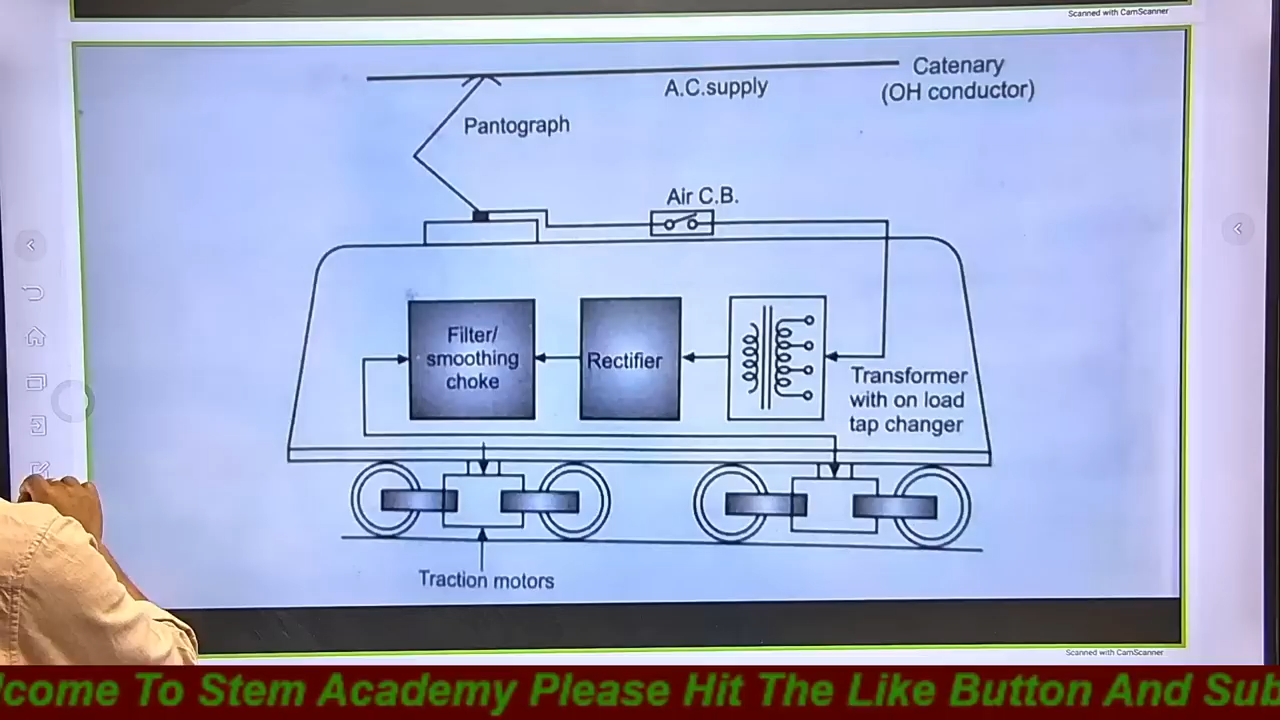 Scanned with CamScanner
Catenary
(OH conductor)
A.C.supply
Pantograph
Air C.B.
Filter/
smoothing
choke
Rectifier
Transformer
with on load
tap changer
Traction motors
Scanned with CamScanner
lcome To Stem Academy Please Hit The Like Button And Sub